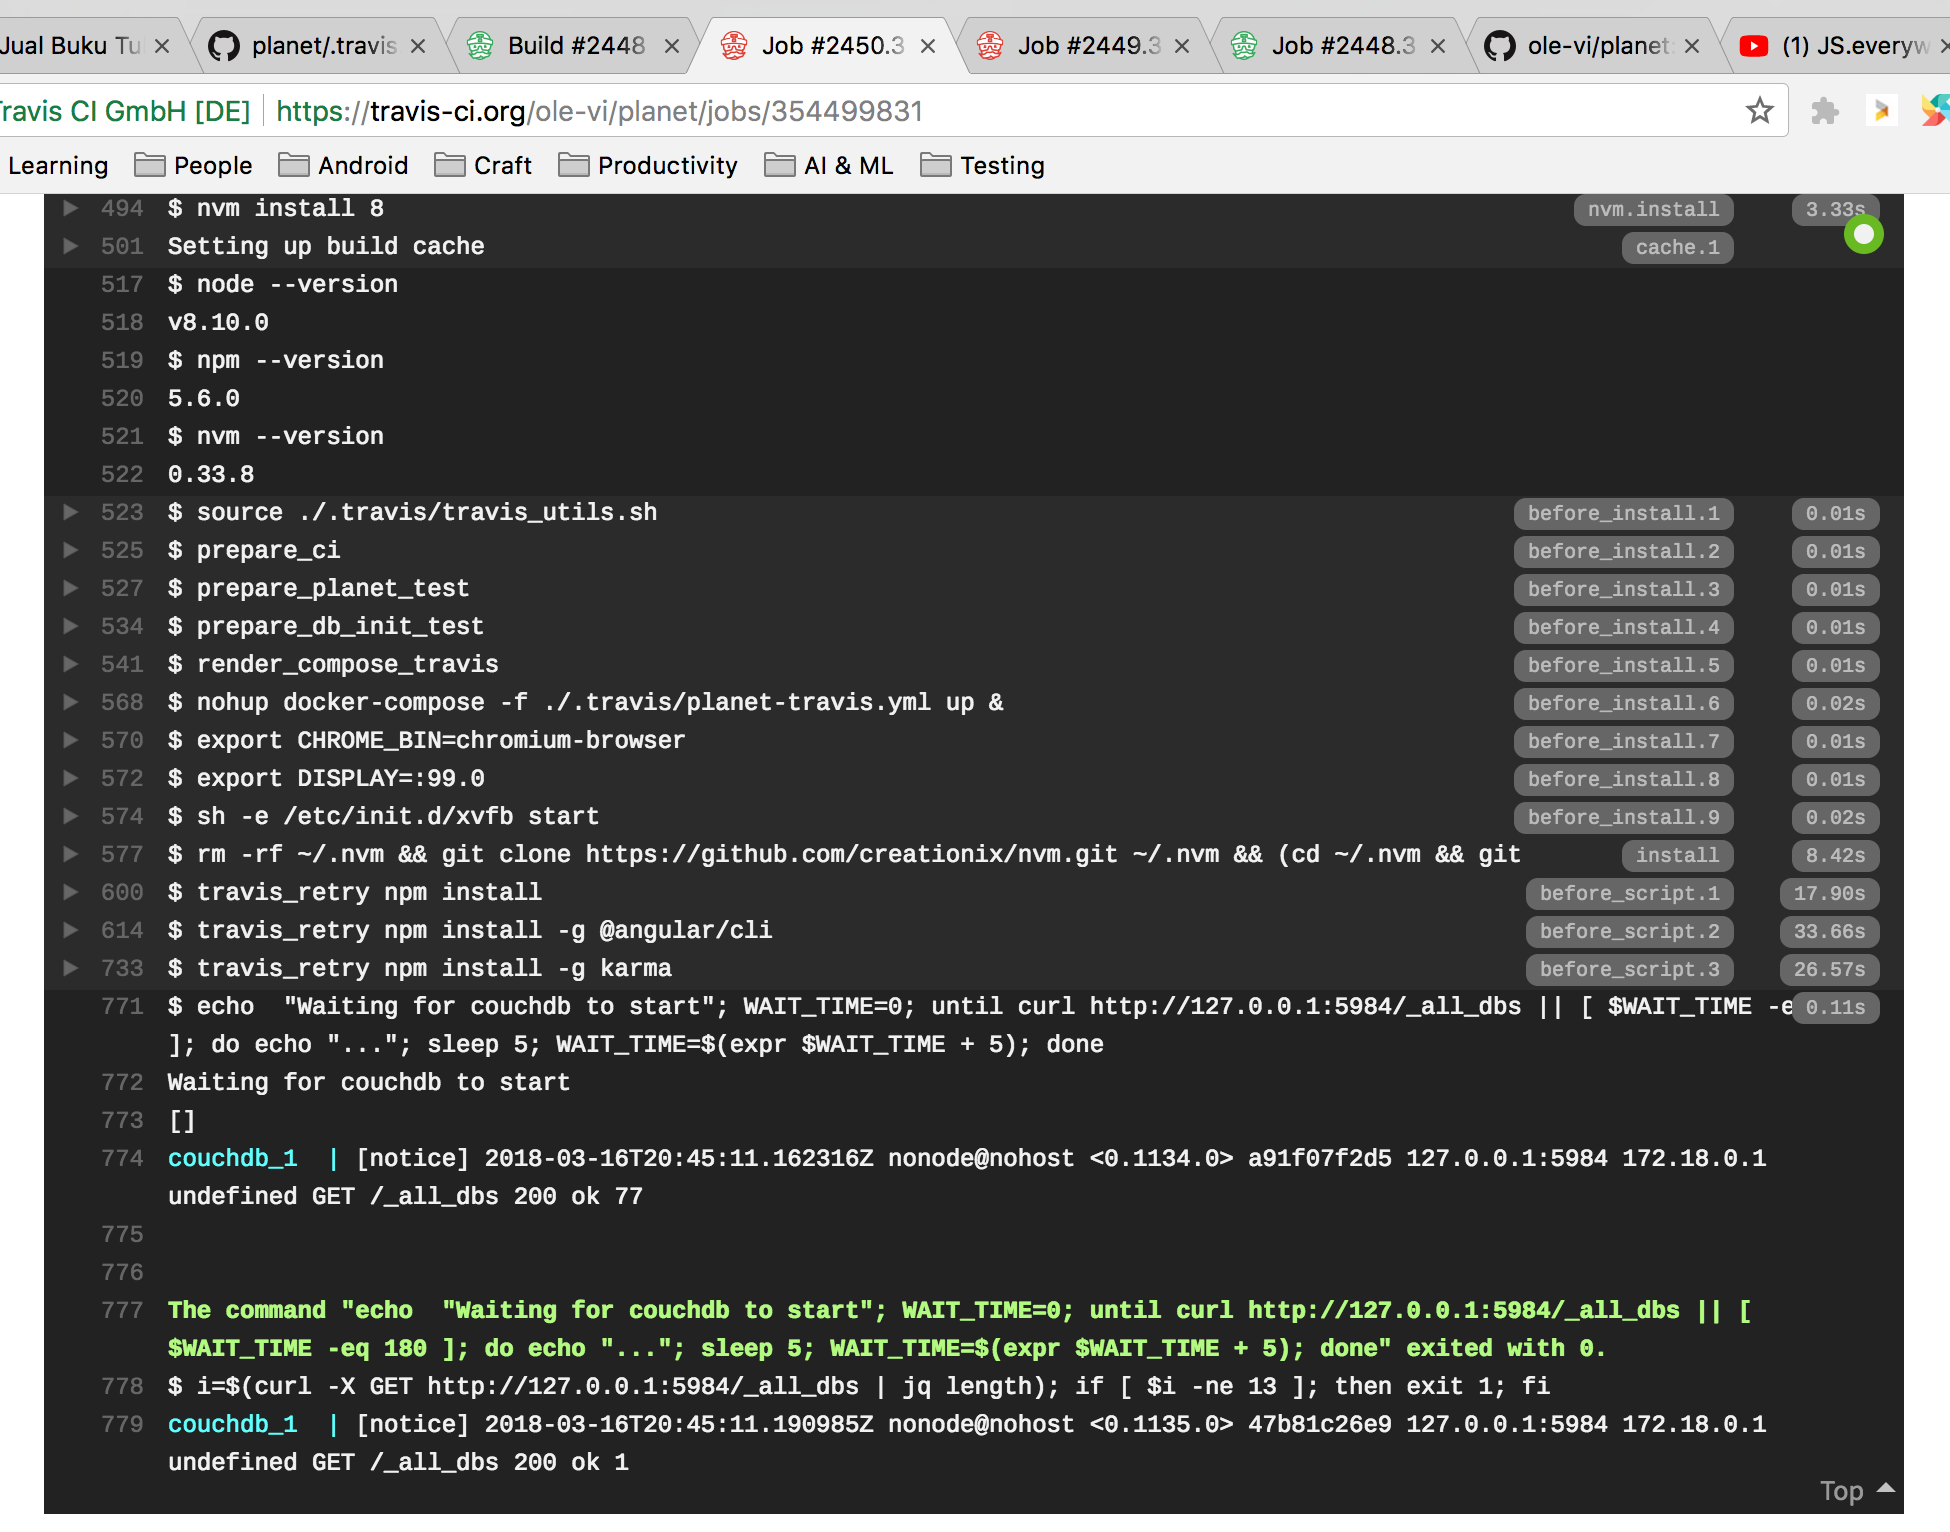 Jual Buku Tu
planet/.travis
Build #2448
Job #2450.3
Job #2449.3
Job #2448.3
ole-vi/planet:
(1) JS.everyw
Travis CI GmbH [DE]
https://travis-ci.org/ole-vi/planet/jobs/354499831
Learning People Android Craft Productivity AI & ML Testing
494 $ nvm install 8 nvm.install 3.33s
501 Setting up build cache cache.1
517 $ node --version
518 v8.10.0
519 $ npm --version
520 5.6.0
521 $ nvm --version
522 0.33.8
523 $ source ./.travis/travis_utils.sh before_install.1 0.01s
525 $ prepare_ci before_install.2 0.01s
527 $ prepare_planet_test before_install.3 0.01s
534 $ prepare_db_init_test before_install.4 0.01s
541 $ render_compose_travis before_install.5 0.01s
568 $ nohup docker-compose -f ./.travis/planet-travis.yml up & before_install.6 0.02s
570 $ export CHROME_BIN=chromium-browser before_install.7 0.01s
572 $ export DISPLAY=:99.0 before_install.8 0.01s
574 $ sh -e /etc/init.d/xvfb start before_install.9 0.02s
577 $ rm -rf ~/.nvm && git clone https://github.com/creationix/nvm.git ~/.nvm && (cd ~/.nvm && git install 8.42s
600 $ travis_retry npm install before_script.1 17.90s
614 $ travis_retry npm install -g @angular/cli before_script.2 33.66s
733 $ travis_retry npm install -g karma before_script.3 26.57s
771 $ echo  "Waiting for couchdb to start"; WAIT_TIME=0; until curl http://127.0.0.1:5984/_all_dbs || [ $WAIT_TIME -e 0.11s
]; do echo "..."; sleep 5; WAIT_TIME=$(expr $WAIT_TIME + 5); done
772 Waiting for couchdb to start
773 []
774 couchdb_1  | [notice] 2018-03-16T20:45:11.162316Z nonode@nohost <0.1134.0> a91f07f2d5 127.0.0.1:5984 172.18.0.1
undefined GET /_all_dbs 200 ok 77
775
776
777 The command "echo  "Waiting for couchdb to start"; WAIT_TIME=0; until curl http://127.0.0.1:5984/_all_dbs || [
$WAIT_TIME -eq 180 ]; do echo "..."; sleep 5; WAIT_TIME=$(expr $WAIT_TIME + 5); done" exited with 0.
778 $ i=$(curl -X GET http://127.0.0.1:5984/_all_dbs | jq length); if [ $i -ne 13 ]; then exit 1; fi
779 couchdb_1  | [notice] 2018-03-16T20:45:11.190985Z nonode@nohost <0.1135.0> 47b81c26e9 127.0.0.1:5984 172.18.0.1
undefined GET /_all_dbs 200 ok 1
Top